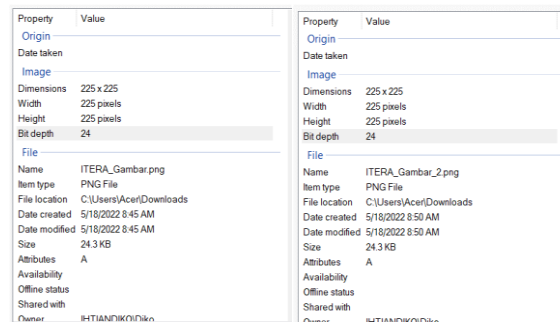 Property Value
Origin
Date taken
Image
Dimensions 225 x 225
Width 225 pixels
Height 225 pixels
Bit depth 24
File
Name ITERA_Gambar.png
Item type PNG File
File location C:\Users\Acer\Downloads
Date created 5/18/2022 8:45 AM
Date modified 5/18/2022 8:45 AM
Size 24.3 KB
Attributes A
Availability
Offline status
Shared with
Owner IHTIANDIKO\Diko
Property Value
Origin
Date taken
Image
Dimensions 225 x 225
Width 225 pixels
Height 225 pixels
Bit depth 24
File
Name ITERA_Gambar_2.png
Item type PNG File
File location C:\Users\Acer\Downloads
Date created 5/18/2022 8:50 AM
Date modified 5/18/2022 8:50 AM
Size 24.3 KB
Attributes A
Availability
Offline status
Shared with
Owner IHTIANDIKO\Diko